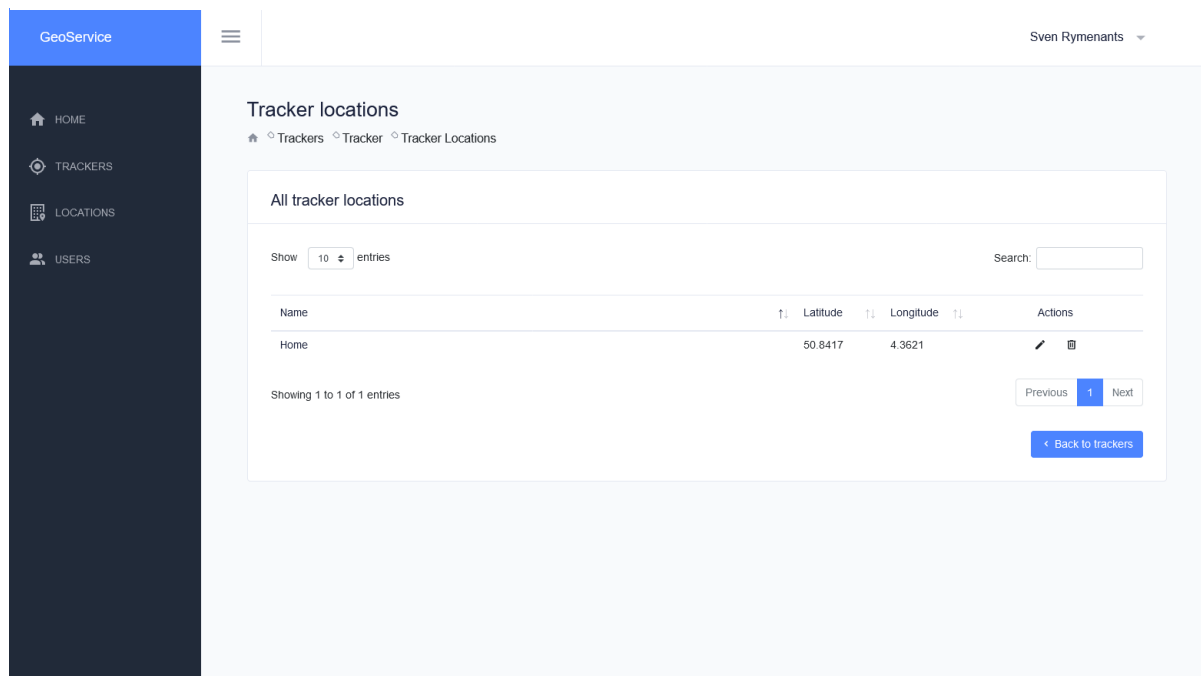 GeoService
Sven Rymenants
HOME
TRACKERS
LOCATIONS
USERS
Tracker locations
Trackers Tracker Tracker Locations
All tracker locations
Show 10 entries Search:
Name Latitude Longitude Actions
Home 50.8417 4.3621
Showing 1 to 1 of 1 entries
Previous 1 Next
Back to trackers